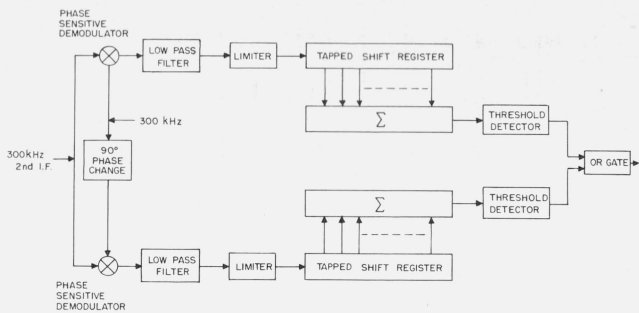 PHASE
SENSITIVE
DEMODULATOR
LOW PASS
FILTER
LIMITER
TAPPED SHIFT REGISTER
300 kHz
Σ
THRESHOLD
DETECTOR
300kHz
2nd I.F.
90°
PHASE
CHANGE
OR GATE
Σ
THRESHOLD
DETECTOR
LOW PASS
FILTER
LIMITER
TAPPED SHIFT REGISTER
PHASE
SENSITIVE
DEMODULATOR